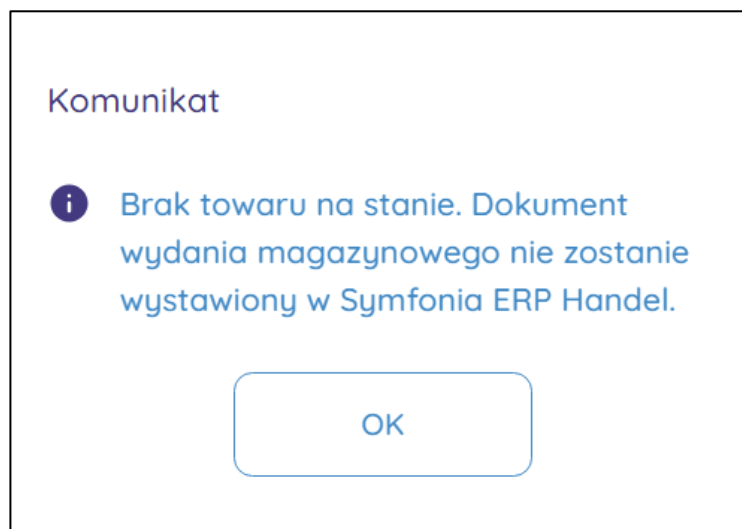 Komunikat
Brak towaru na stanie. Dokument
wydania magazynowego nie zostanie
wystawiony w Symfonia ERP Handel.
OK